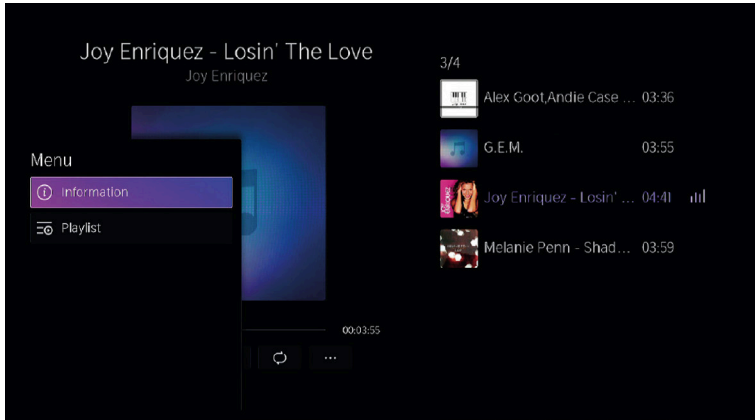 Joy Enriquez - Losin' The Love
Joy Enriquez
Menu
Information
Playlist
00:03:55
...
3/4
Alex Goot,Andie Case ... 03:36
G.E.M. 03:55
Joy Enriquez - Losin' ... 04:41
Melanie Penn - Shad... 03:59